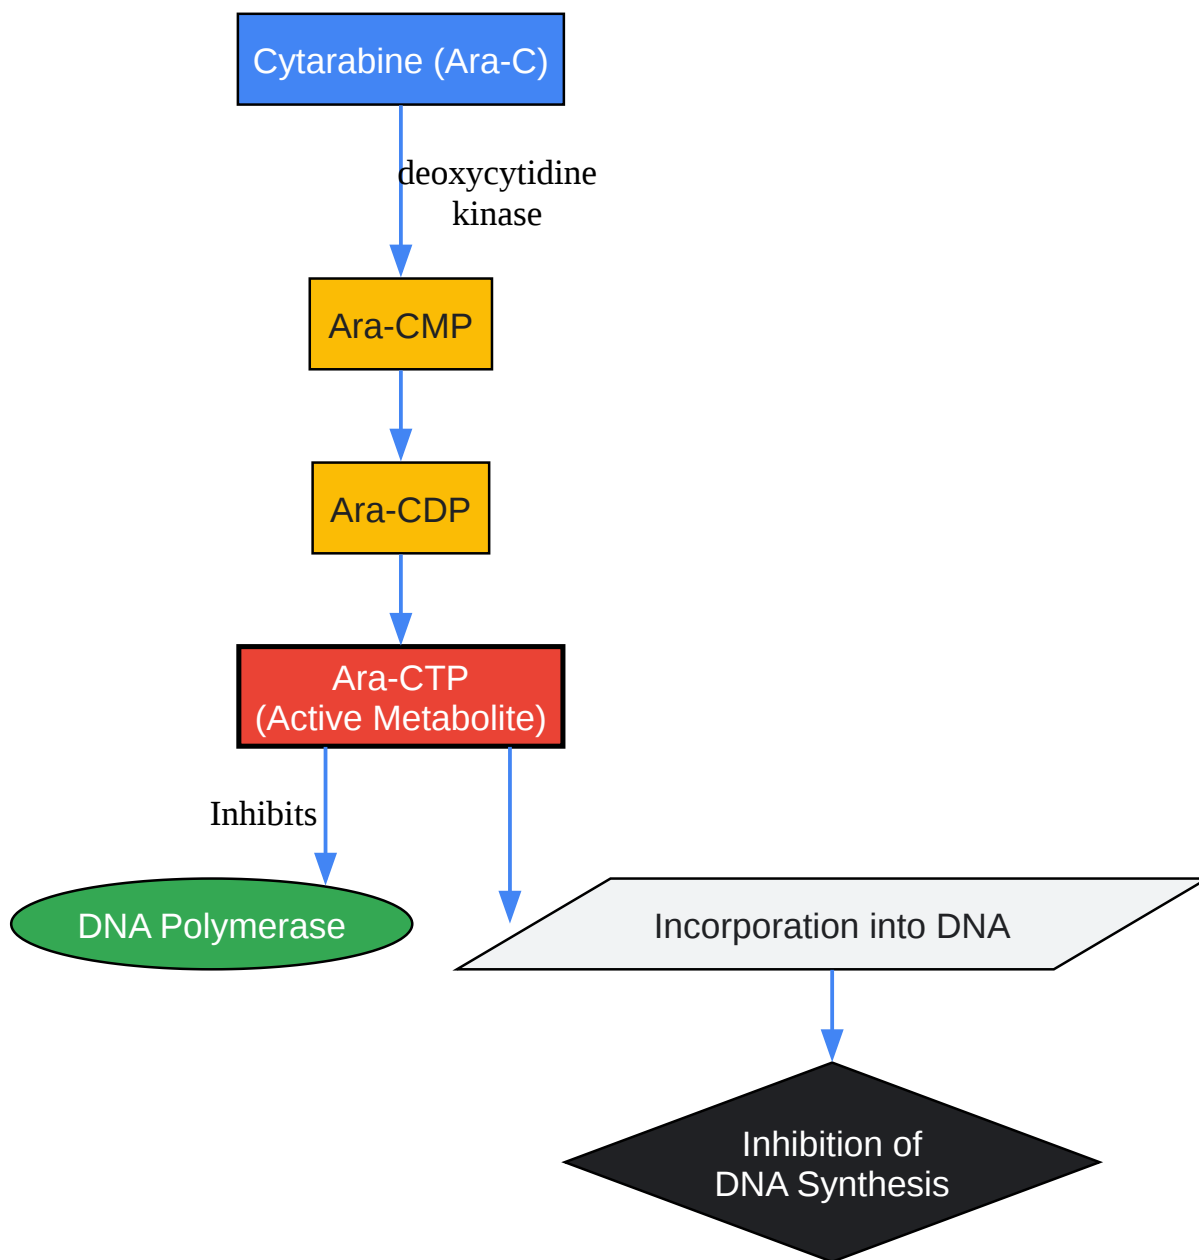 Cytarabine (Ara-C)
deoxycytidine
kinase
Ara-CMP
Ara-CDP
Ara-CTP
(Active Metabolite)
Inhibits
DNA Polymerase
Incorporation into DNA
Inhibition of
DNA Synthesis